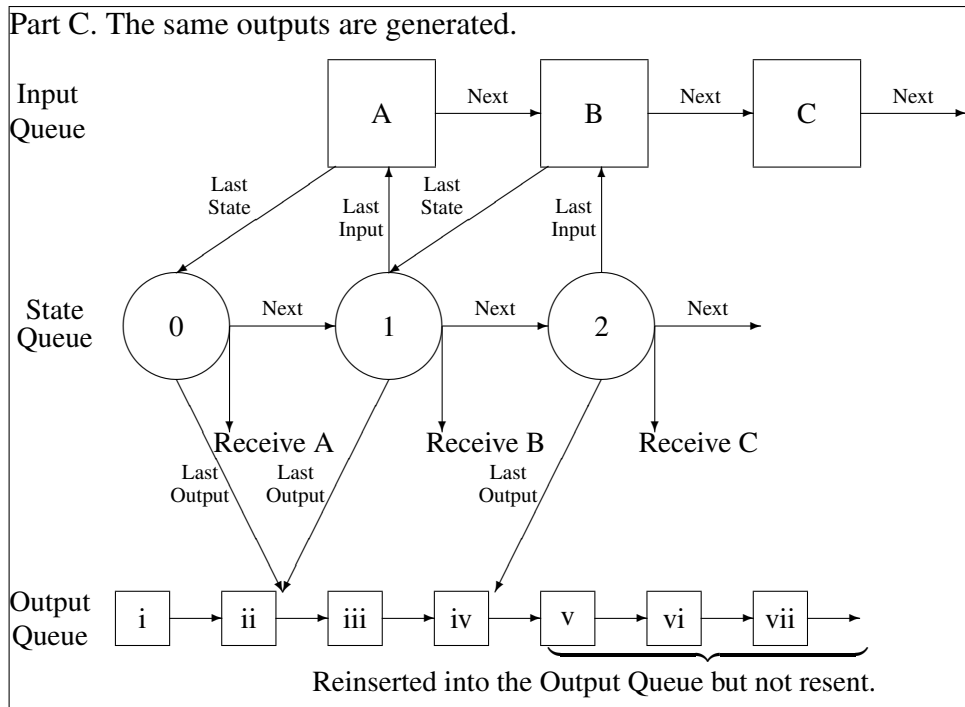 Part C. The same outputs are generated.
Input
Queue
A
Next
B
Next
C
Next
Last
State
Last
Input
Last
State
Last
Input
State
Queue
0
Next
1
Next
2
Next
Receive A
Receive B
Receive C
Last
Output
Last
Output
Last
Output
Output
Queue
i
ii
iii
iv
v
vi
vii
Reinserted into the Output Queue but not resent.